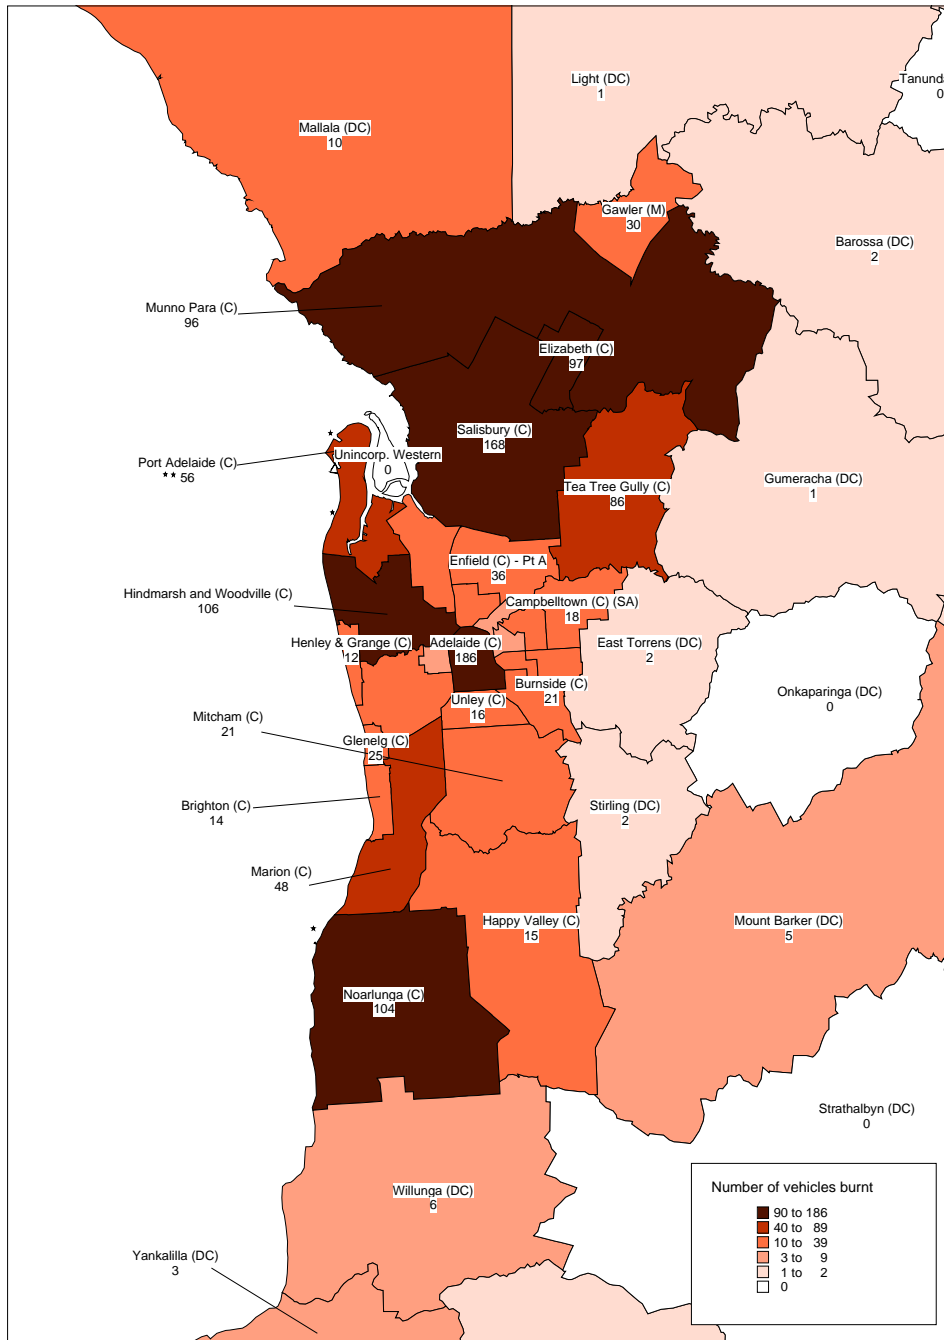 Light (DC)
1
Tanunda
0
Mallala (DC)
10
Gawler (M)
30
Barossa (DC)
2
Munno Para (C)
96
Elizabeth (C)
97
Salisbury (C)
168
Unincorp. Western
0
Port Adelaide (C)
** 56
Tea Tree Gully (C)
86
Gumeracha (DC)
1
Enfield (C) - Pt A
36
Hindmarsh and Woodville (C)
106
Campbelltown (C) (SA)
18
Henley & Grange (C)
12
Adelaide (C)
186
East Torrens (DC)
2
Burnside (C)
21
Onkaparinga (DC)
0
Unley (C)
16
Mitcham (C)
21
Glenelg (C)
25
Brighton (C)
14
Stirling (DC)
2
Marion (C)
48
Happy Valley (C)
15
Mount Barker (DC)
5
Noarlunga (C)
104
Strathalbyn (DC)
0
Willunga (DC)
6
Yankalilla (DC)
3
Number of vehicles burnt
90 to 186
40 to 89
10 to 39
3 to 9
1 to 2
0